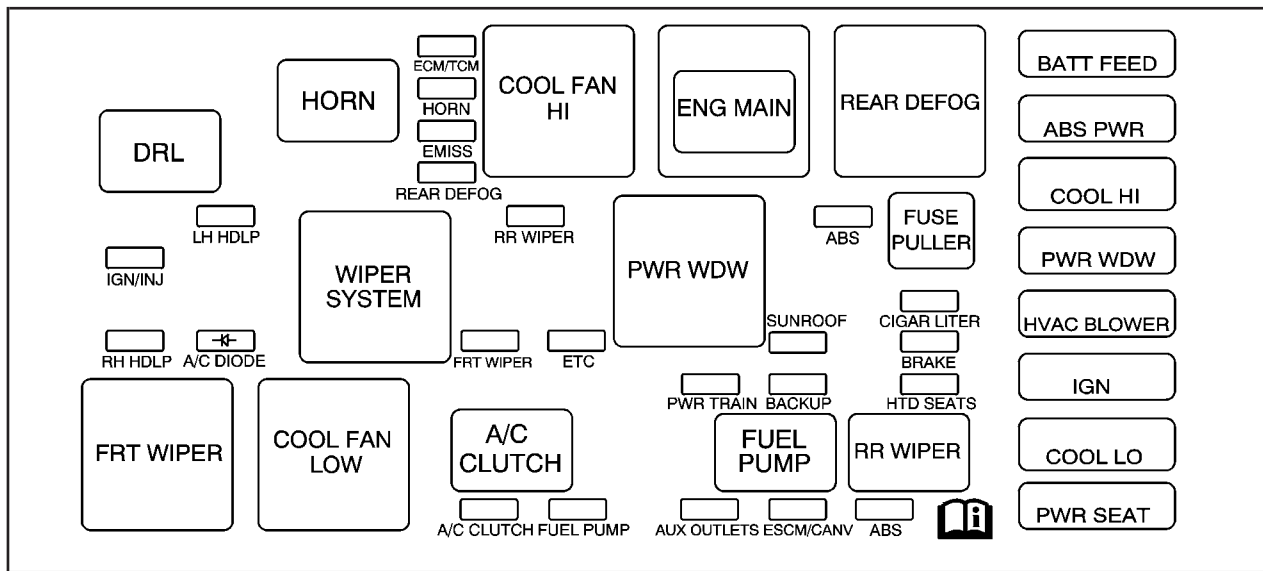 ECM/TCM
HORN
HORN
EMISS
REAR DEFOG
COOL FAN
HI
ENG MAIN
REAR DEFOG
BATT FEED
ABS PWR
DRL
COOL HI
LH HDLP
IGN/INJ
WIPER
SYSTEM
RR WIPER
PWR WDW
ABS
FUSE
PULLER
PWR WDW
RH HDLP
A/C DIODE
FRT WIPER
ETC
SUNROOF
CIGAR LITER
BRAKE
HVAC BLOWER
PWR TRAIN
BACKUP
HTD SEATS
IGN
FRT WIPER
COOL FAN
LOW
A/C
CLUTCH
FUEL
PUMP
RR WIPER
COOL LO
A/C CLUTCH
FUEL PUMP
AUX OUTLETS
ESCM/CANV
ABS
i
PWR SEAT